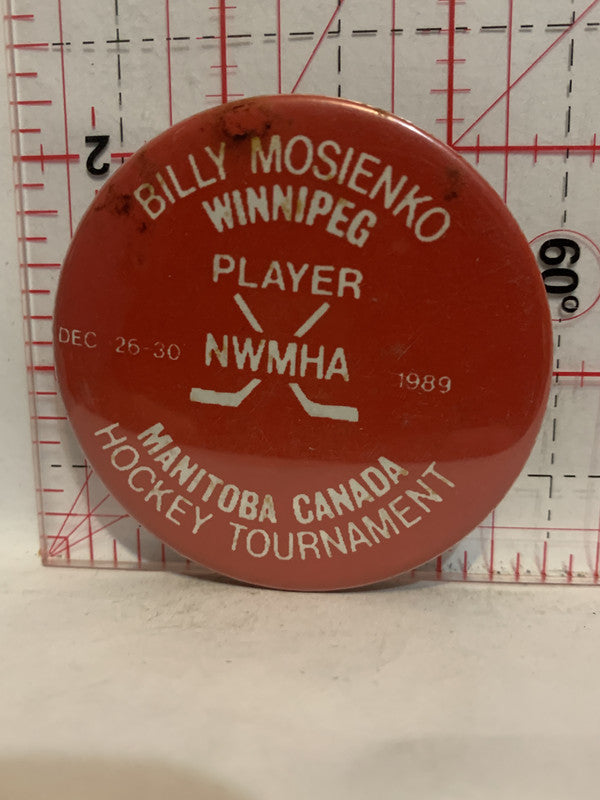 BILLY MOSIENKO
WINNIPEG
PLAYER
DEC 26-30 NWMHA 1989
MANITOBA CANADA
HOCKEY TOURNAMENT
2
60°